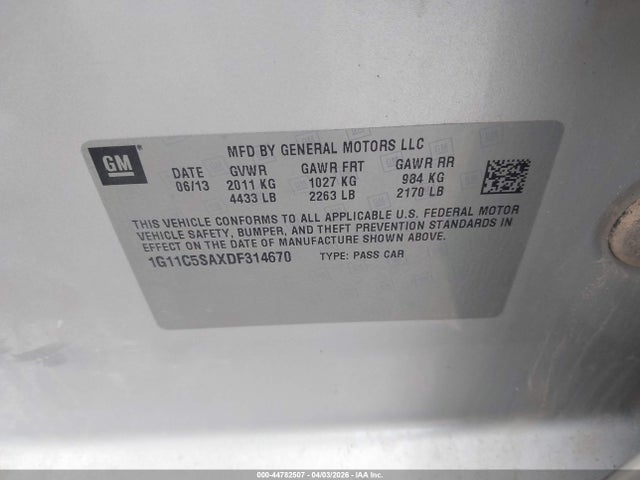 GM
MFD BY GENERAL MOTORS LLC
DATE GVWR GAWR FRT GAWR RR
06/13 2011 KG 1027 KG 984 KG
4433 LB 2263 LB 2170 LB
THIS VEHICLE CONFORMS TO ALL APPLICABLE U.S. FEDERAL MOTOR
VEHICLE SAFETY, BUMPER, AND THEFT PREVENTION STANDARDS IN
EFFECT ON THE DATE OF MANUFACTURE SHOWN ABOVE.
1G11C5SAXDF314670 TYPE: PASS CAR
000-44782507 - 04/03/2026 - IAA Inc.